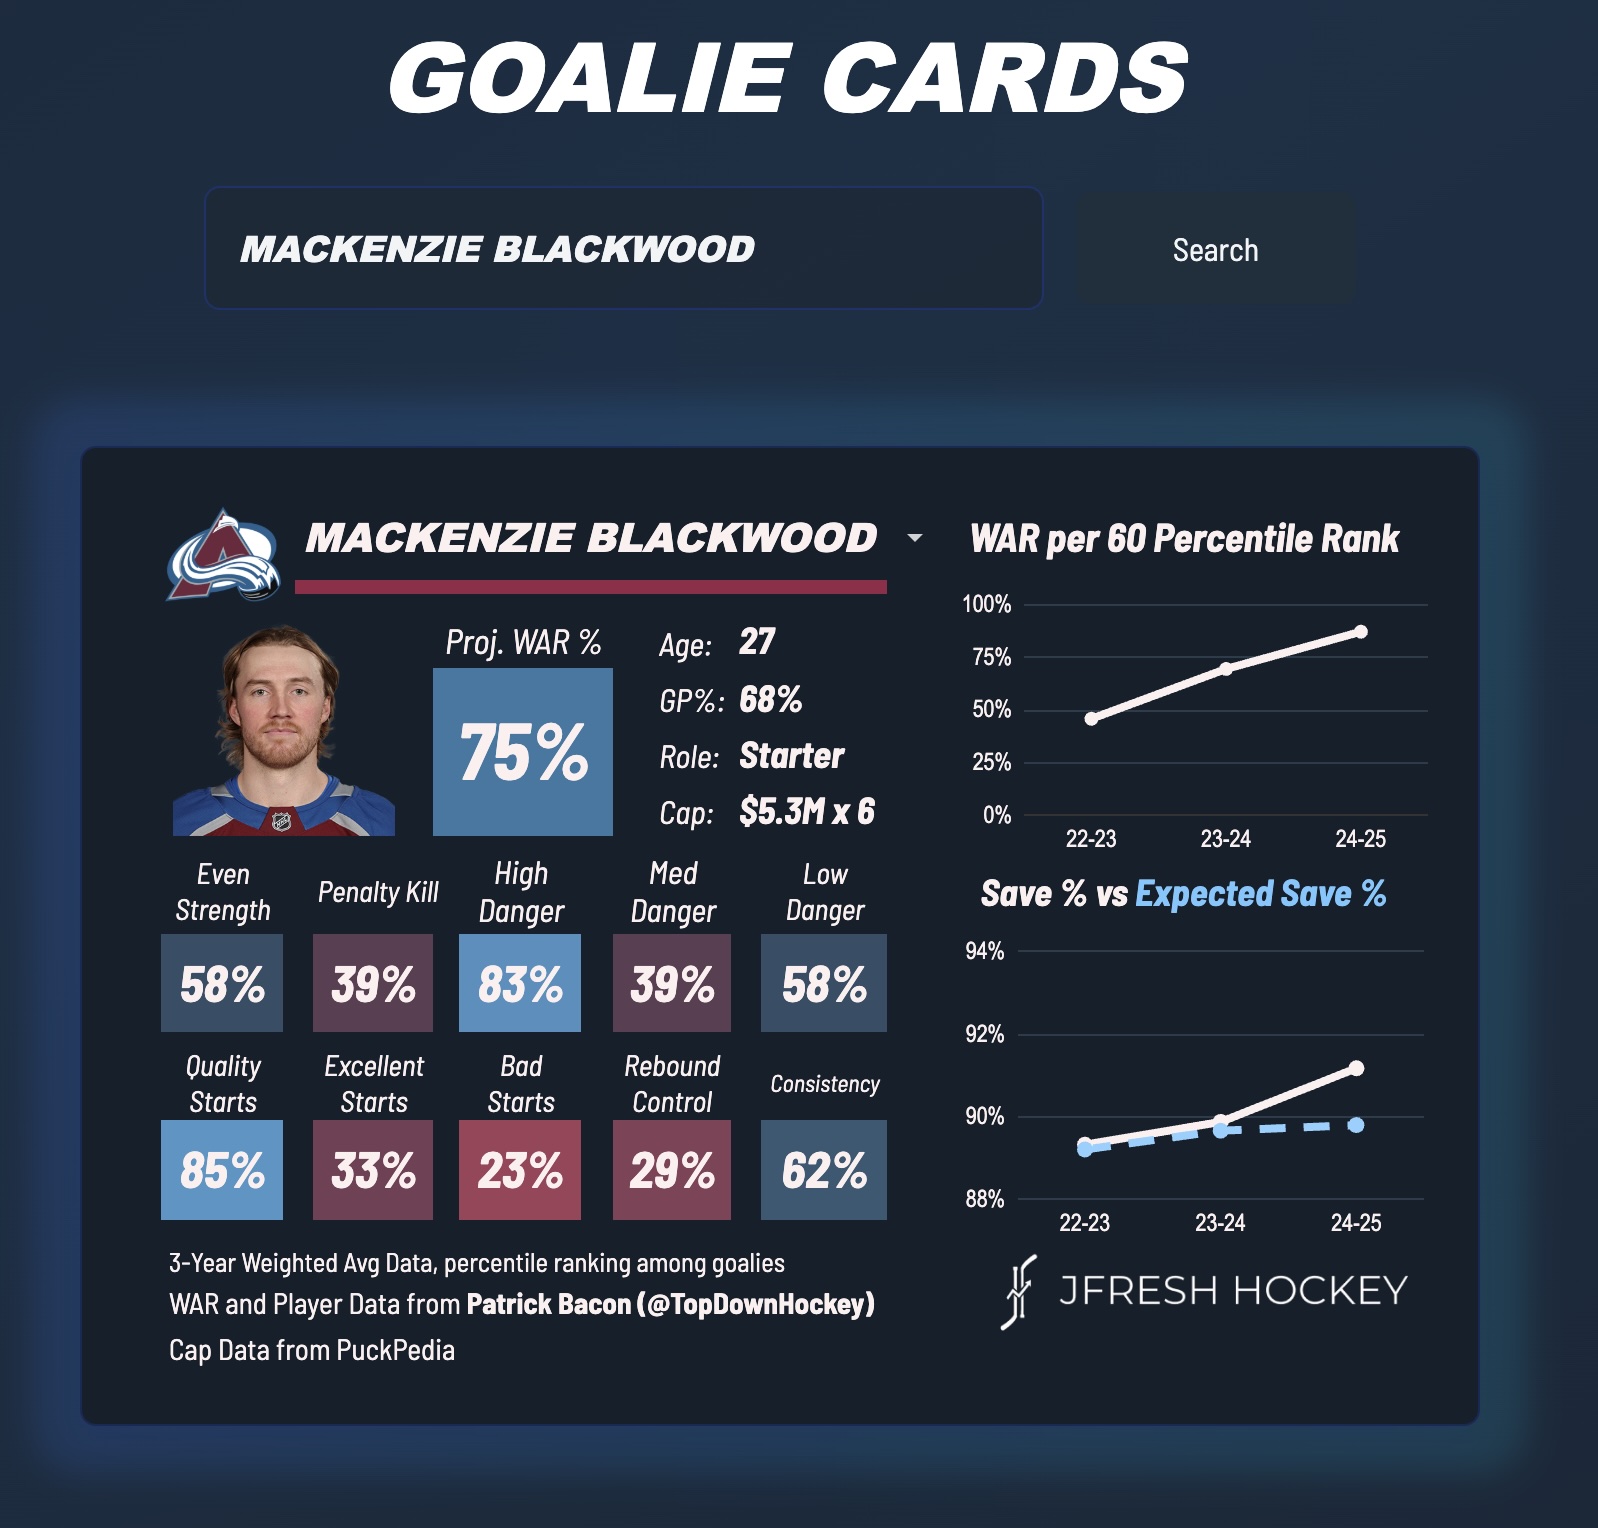 GOALIE CARDS
MACKENZIE BLACKWOOD
Search
MACKENZIE BLACKWOOD
Proj. WAR %
75%
Age: 27
GP%: 68%
Role: Starter
Cap: $5.3M x 6
Even
Strength
58%
Penalty Kill
39%
High
Danger
83%
Med
Danger
39%
Low
Danger
58%
Quality
Starts
85%
Excellent
Starts
33%
Bad
Starts
23%
Rebound
Control
29%
Consistency
62%
3-Year Weighted Avg Data, percentile ranking among goalies
WAR and Player Data from Patrick Bacon (@TopDownHockey)
Cap Data from PuckPedia
WAR per 60 Percentile Rank
100%
75%
50%
25%
0%
22-23 23-24 24-25
Save % vs Expected Save %
94%
92%
90%
88%
22-23 23-24 24-25
JFRESH HOCKEY